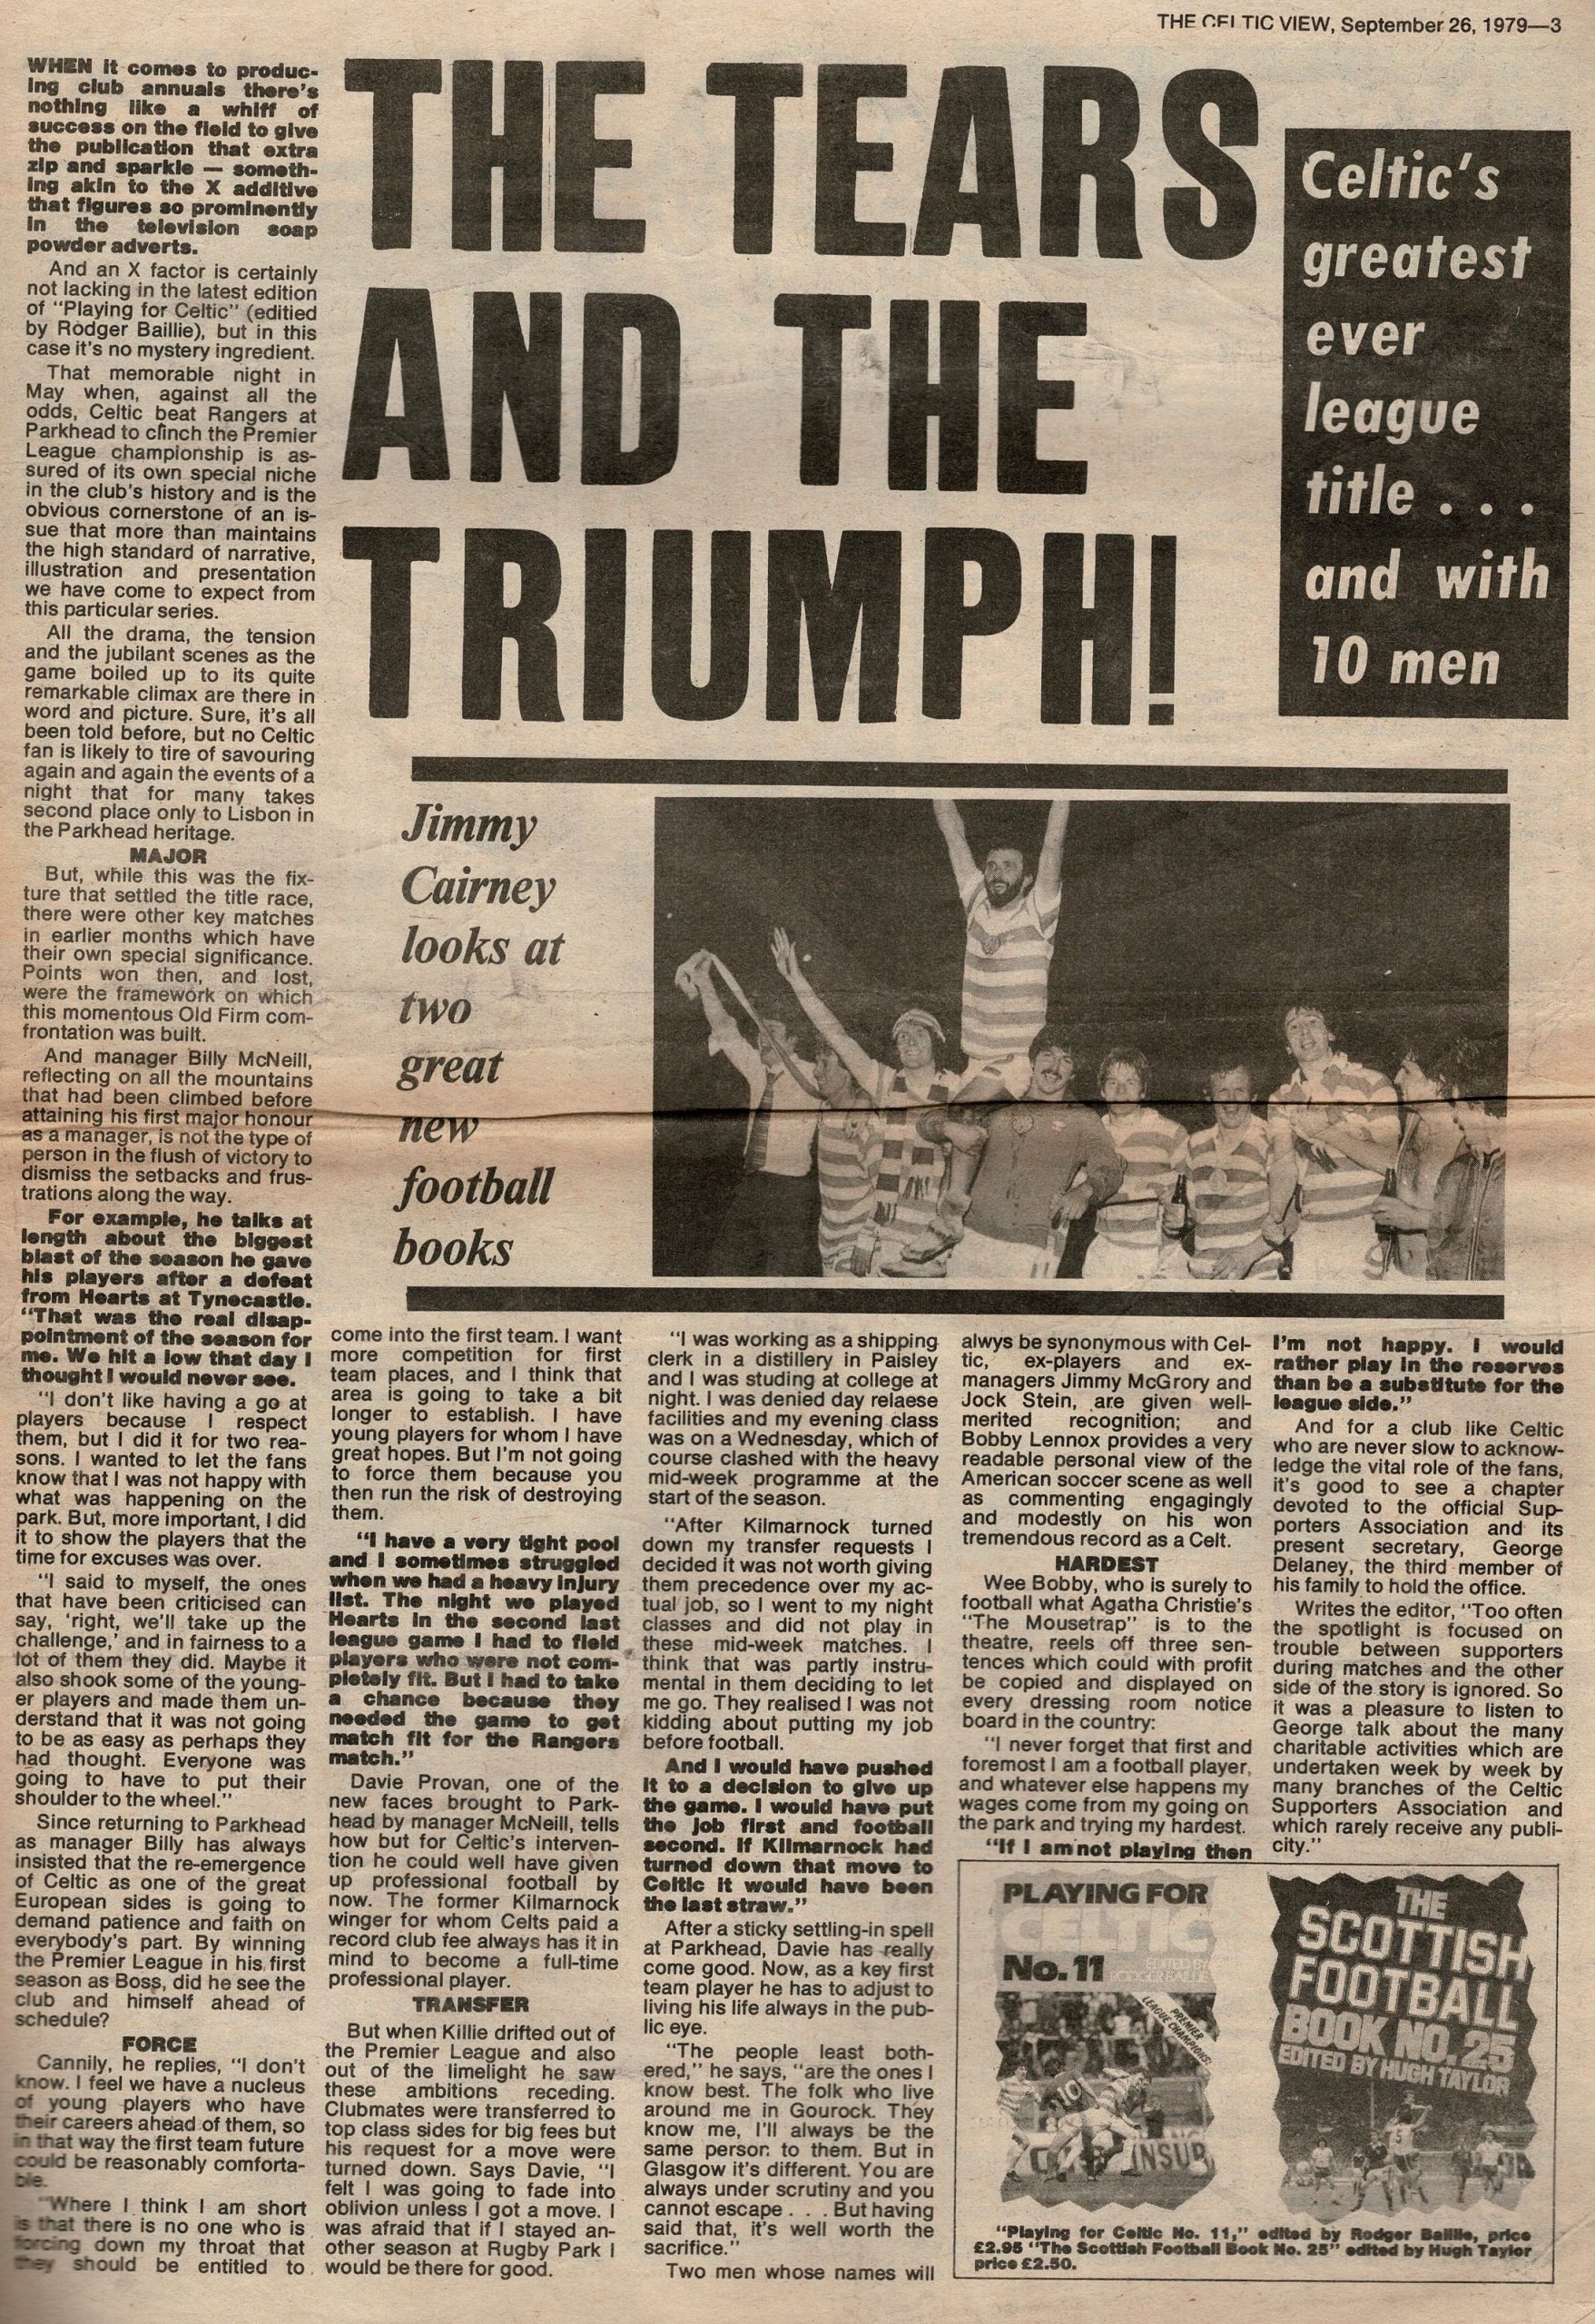 THE CELTIC VIEW, September 26, 1979—3
THE TEARS
AND THE
TRIUMPH!
Celtic's
greatest
ever
league
title . . .
and with
10 men
Jimmy
Cairney
looks at
two
great
new
football
books
WHEN it comes to produc-
ing club annuals there's
nothing like a whiff of
success on the field to give
the publication that extra
zip and sparkle — someth-
ing akin to the X additive
that figures so prominently
in the television soap
powder adverts.
And an X factor is certainly
not lacking in the latest edition
of "Playing for Celtic" (editied
by Rodger Baillie), but in this
case it's no mystery ingredient.
That memorable night in
May when, against all the
odds, Celtic beat Rangers at
Parkhead to clinch the Premier
League championship is as-
sured of its own special niche
in the club's history and is the
obvious cornerstone of an is-
sue that more than maintains
the high standard of narrative,
illustration and presentation
we have come to expect from
this particular series.
All the drama, the tension
and the jubilant scenes as the
game boiled up to its quite
remarkable climax are there in
word and picture. Sure, it's all
been told before, but no Celtic
fan is likely to tire of savouring
again and again the events of a
night that for many takes
second place only to Lisbon in
the Parkhead heritage.
MAJOR
But, while this was the fix-
ture that settled the title race,
there were other key matches
in earlier months which have
their own special significance.
Points won then, and lost,
were the framework on which
this momentous Old Firm com-
frontation was built.
And manager Billy McNeill,
reflecting on all the mountains
that had been climbed before
attaining his first major honour
as a manager, is not the type of
person in the flush of victory to
dismiss the setbacks and frus-
trations along the way.
For example, he talks at
length about the biggest
blast of the season he gave
his players after a defeat
from Hearts at Tynecastle.
"That was the real disap-
pointment of the season for
me. We hit a low that day I
thought I would never see.
"I don't like having a go at
players because I respect
them, but I did it for two rea-
sons. I wanted to let the fans
know that I was not happy with
what was happening on the
park. But, more important, I did
it to show the players that the
time for excuses was over.
"I said to myself, the ones
that have been criticised can
say, 'right, we'll take up the
challenge,' and in fairness to a
lot of them they did. Maybe it
also shook some of the young-
er players and made them un-
derstand that it was not going
to be as easy as perhaps they
had thought. Everyone was
going to have to put their
shoulder to the wheel."
Since returning to Parkhead
as manager Billy has always
insisted that the re-emergence
of Celtic as one of the great
European sides is going to
demand patience and faith on
everybody's part. By winning
the Premier League in his first
season as Boss, did he see the
club and himself ahead of
schedule?
FORCE
Cannily, he replies, "I don't
know. I feel we have a nucleus
of young players who have
their careers ahead of them, so
in that way the first team future
could be reasonably comforta-
ble.
"Where I think I am short
is that there is no one who is
forcing down my throat that
they should be entitled to
come into the first team. I want
more competition for first
team places, and I think that
area is going to take a bit
longer to establish. I have
young players for whom I have
great hopes. But I'm not going
to force them because you
then run the risk of destroying
them.
"I have a very tight pool
and I sometimes struggled
when we had a heavy injury
list. The night we played
Hearts in the second last
league game I had to field
players who were not com-
pletely fit. But I had to take
a chance because they
needed the game to get
match fit for the Rangers
match."
Davie Provan, one of the
new faces brought to Park-
head by manager McNeill, tells
how but for Celtic's interven-
tion he could well have given
up professional football by
now. The former Kilmarnock
winger for whom Celts paid a
record club fee always has it in
mind to become a full-time
professional player.
TRANSFER
But when Killie drifted out of
the Premier League and also
out of the limelight he saw
these ambitions receding.
Clubmates were transferred to
top class sides for big fees but
his request for a move were
turned down. Says Davie, "I
felt I was going to fade into
oblivion unless I got a move. I
was afraid that if I stayed an-
other season at Rugby Park I
would be there for good.
"I was working as a shipping
clerk in a distillery in Paisley
and I was studing at college at
night. I was denied day relaese
facilities and my evening class
was on a Wednesday, which of
course clashed with the heavy
mid-week programme at the
start of the season.
"After Kilmarnock turned
down my transfer requests I
decided it was not worth giving
them precedence over my ac-
tual job, so I went to my night
classes and did not play in
these mid-week matches. I
think that was partly instru-
mental in them deciding to let
me go. They realised I was not
kidding about putting my job
before football.
And I would have pushed
it to a decision to give up
the game. I would have put
the job first and football
second. If Kilmarnock had
turned down that move to
Celtic it would have been
the last straw."
After a sticky settling-in spell
at Parkhead, Davie has really
come good. Now, as a key first
team player he has to adjust to
living his life always in the pub-
lic eye.
"The people least both-
ered," he says, "are the ones I
know best. The folk who live
around me in Gourock. They
know me, I'll always be the
same person to them. But in
Glasgow it's different. You are
always under scrutiny and you
cannot escape . . . But having
said that, it's well worth the
sacrifice."
Two men whose names will
alwys be synonymous with Cel-
tic, ex-players and ex-
managers Jimmy McGrory and
Jock Stein, are given well-
merited recognition; and
Bobby Lennox provides a very
readable personal view of the
American soccer scene as well
as commenting engagingly
and modestly on his won
tremendous record as a Celt.
HARDEST
Wee Bobby, who is surely to
football what Agatha Christie's
"The Mousetrap" is to the
theatre, reels off three sen-
tences which could with profit
be copied and displayed on
every dressing room notice
board in the country:
"I never forget that first and
foremost I am a football player,
and whatever else happens my
wages come from my going on
the park and trying my hardest.
"If I am not playing then
I'm not happy. I would
rather play in the reserves
than be a substitute for the
league side."
And for a club like Celtic
who are never slow to acknow-
ledge the vital role of the fans,
it's good to see a chapter
devoted to the official Sup-
porters Association and its
present secretary, George
Delaney, the third member of
his family to hold the office.
Writes the editor, "Too often
the spotlight is focused on
trouble between supporters
during matches and the other
side of the story is ignored. So
it was a pleasure to listen to
George talk about the many
charitable activities which are
undertaken week by week by
many branches of the Celtic
Supporters Association and
which rarely receive any publi-
city."
PLAYING FOR
CELTIC
No. 11
EDITED BY
RODGER BAILLIE
PREMIER
LEAGUE CHAMPIONS!
10
INSUR
THE
SCOTTISH
FOOTBALL
BOOK NO. 25
EDITED BY HUGH TAYLOR
5
"Playing for Celtic No. 11," edited by Rodger Baillie, price
£2.95 "The Scottish Football Book No. 25" edited by Hugh Taylor
price £2.50.